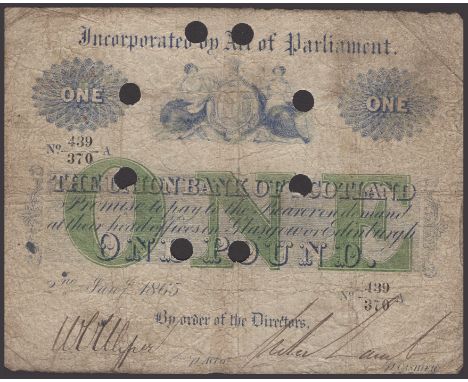 Incorporated by Act of Parliament.
ONE
ONE
No. 439/370 A
ONE
THE UNION BANK OF SCOTLAND
Promise to pay to the Bearer on demand
at their head offices in Glasgow or Edinburgh
ONE POUND.
2nd Jany. 1865
No. 439/370 A
By order of the Directors,